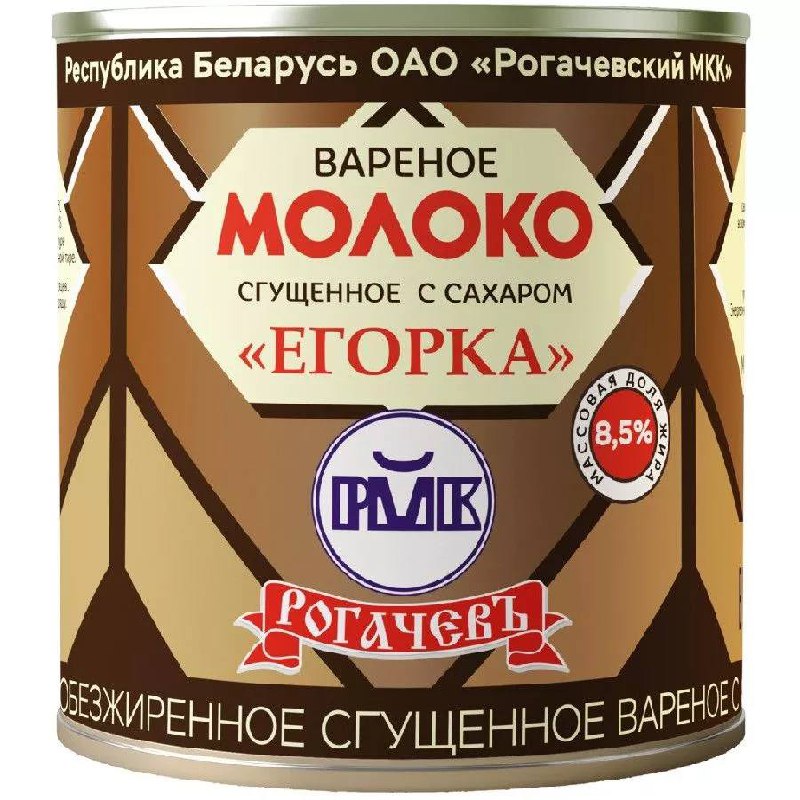 Республика Беларусь ОАО «Рогачевский МКК»
ВАРЕНОЕ
МОЛОКО
СГУЩЕННОЕ С САХАРОМ
«ЕГОРКА»
МАССОВАЯ ДОЛЯ ЖИРА
8,5%
РМК
РОГАЧЕВЪ
ОБЕЗЖИРЕННОЕ СГУЩЕННОЕ ВАРЕНОЕ С